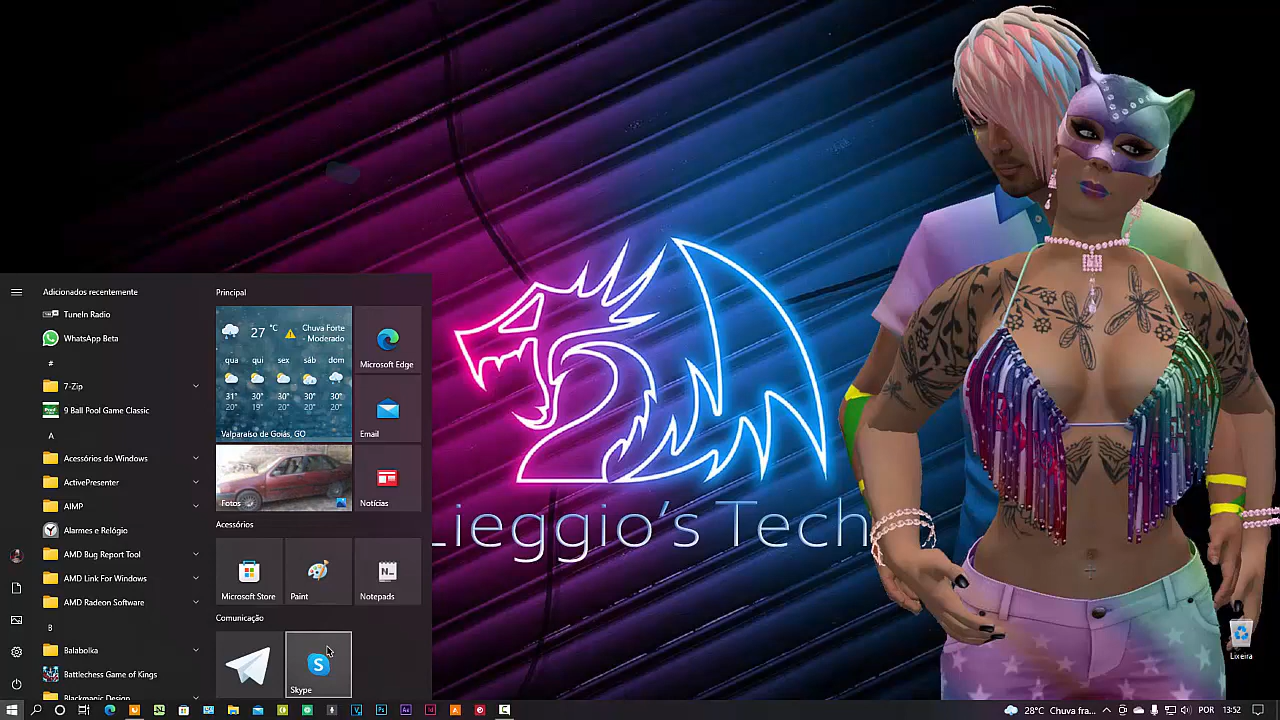 Adicionados recentemente
TuneIn Radio
WhatsApp Beta
#
7-Zip
9 Ball Pool Game Classic
A
Acessórios do Windows
ActivePresenter
AIMP
Alarmes e Relógio
AMD Bug Report Tool
AMD Link For Windows
AMD Radeon Software
B
Balabolka
Battlechess Game of Kings
Blackmagic Design
Principal
27 °C
Chuva Forte
- Moderado
qua qui sex sáb dom
31° 30° 30° 30° 30°
20° 19° 20° 20° 20°
Valparaíso de Goiás, GO
Microsoft Edge
Email
Fotos
Notícias
Acessórios
Microsoft Store
Paint
Notepads
Comunicação
S
Skype
Lieggio's Tech
Lixeira
28°C Chuva fra...
POR
13:52